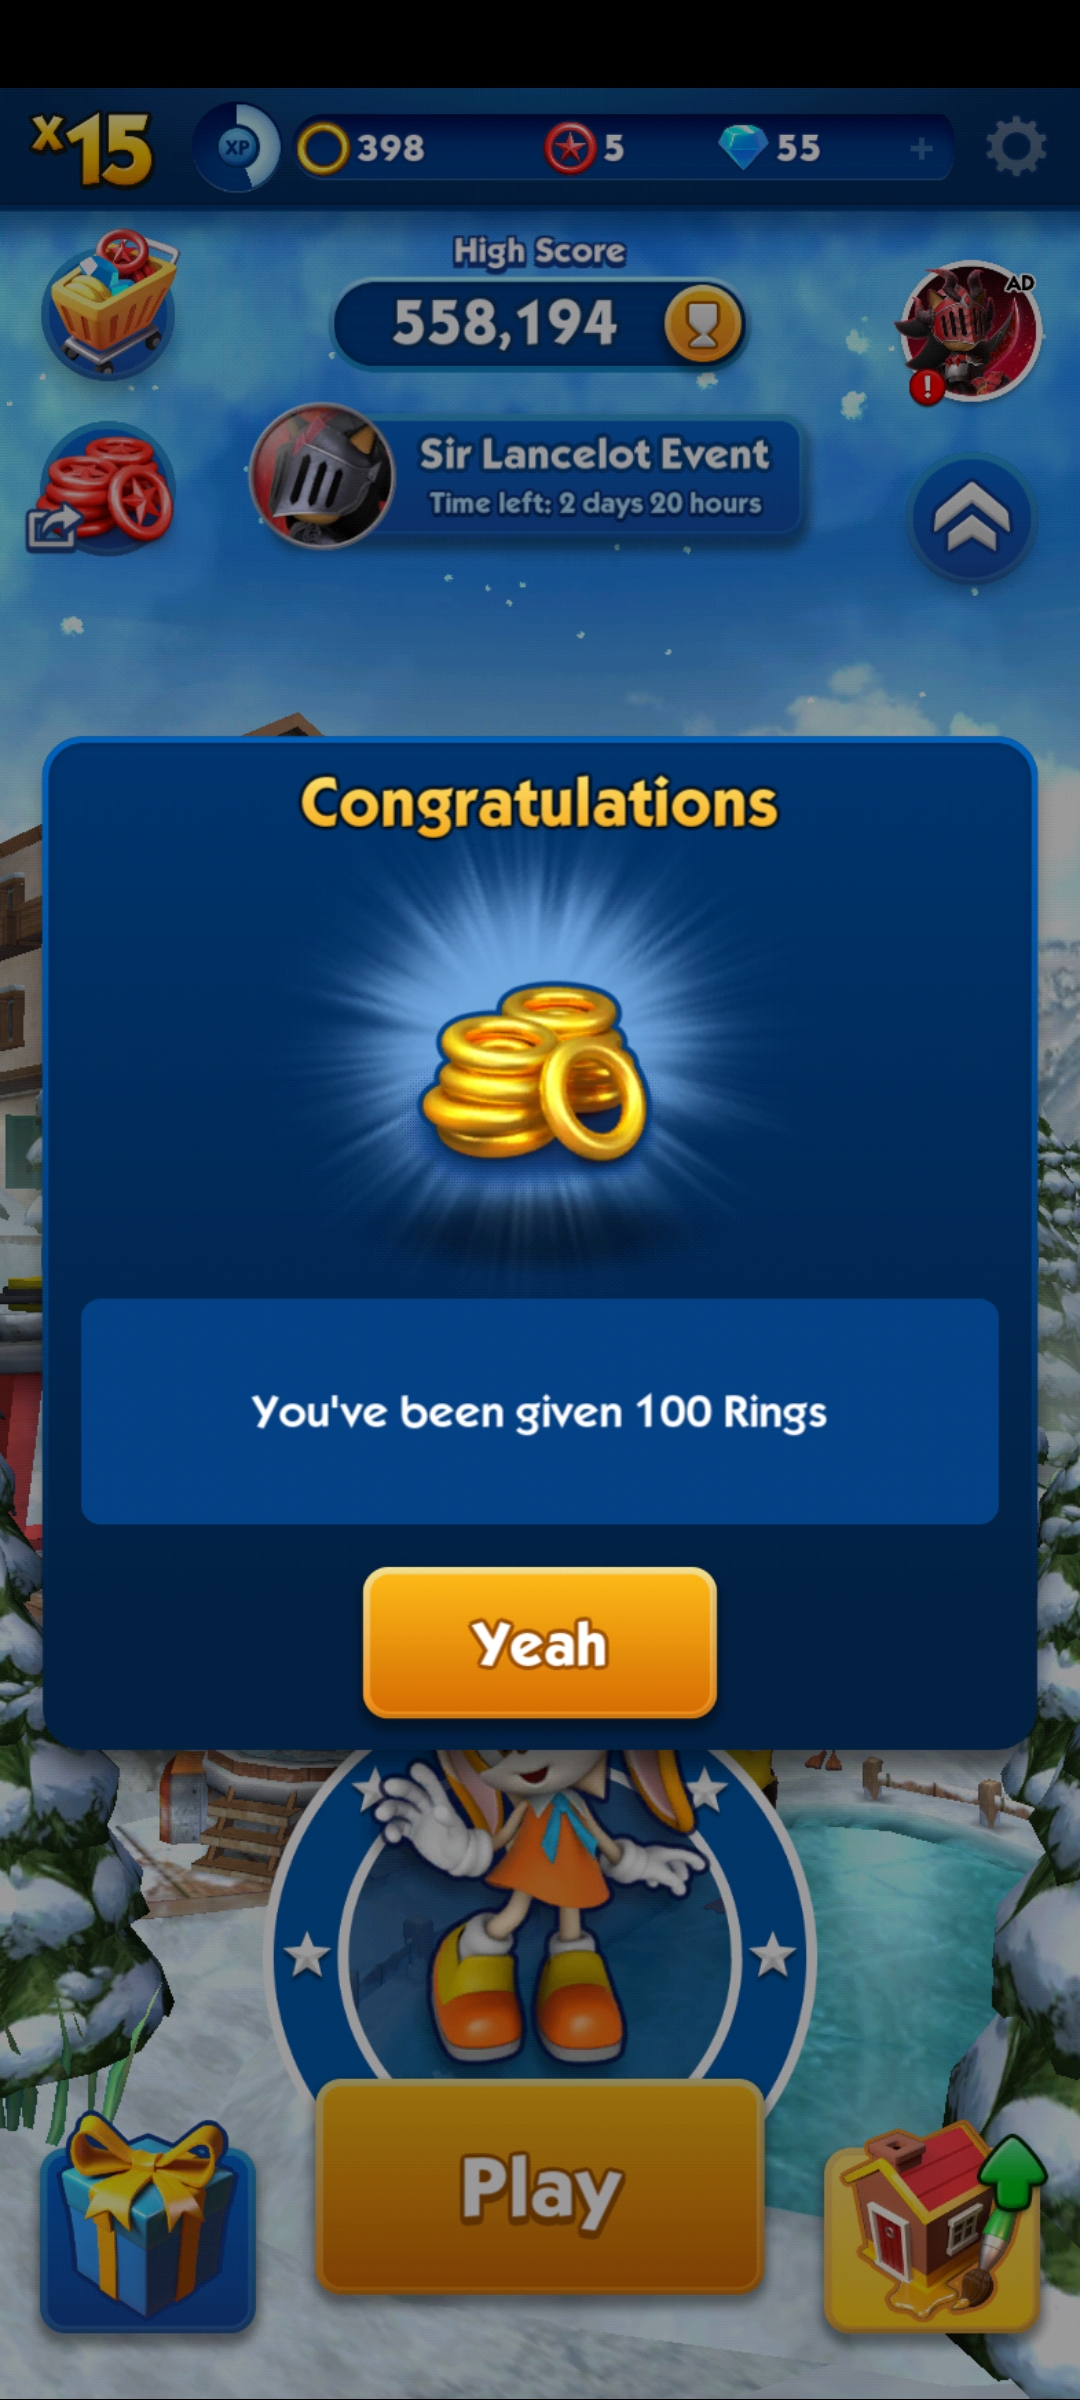 x15
XP
398
5
55
+
High Score
558,194
AD
!
Sir Lancelot Event
Time left: 2 days 20 hours
Congratulations
You've been given 100 Rings
Yeah
Play